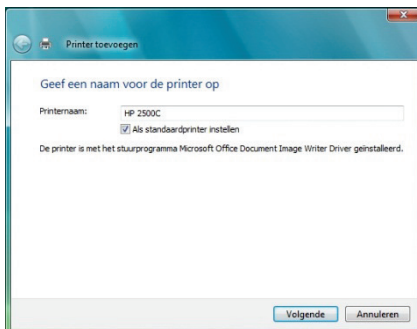 Printer toevoegen
Geef een naam voor de printer op
Printernaam: HP 2500C
Als standaardprinter instellen
De printer is met het stuurprogramma Microsoft Office Document Image Writer Driver geïnstalleerd.
Volgende Annuleren